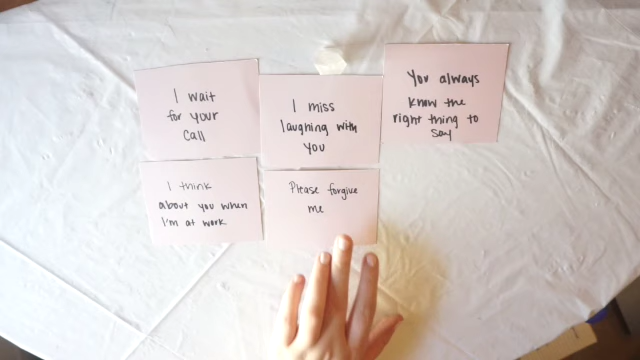 I wait
for your
call
I miss
laughing with
you
You always
know the
right thing to
say
I think
about you when
I'm at work
Please forgive
me